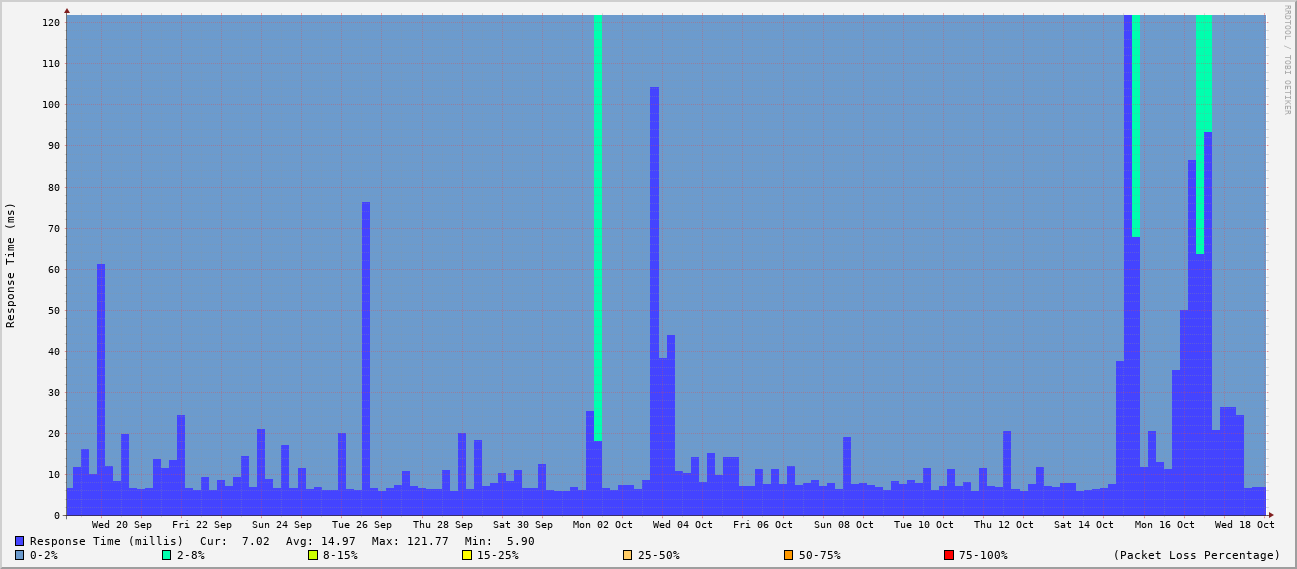 120
110
100
90
80
70
60
50
40
30
20
10
0
Response Time (ms)
RRDTOOL / TOBI OETIKER
Wed 20 Sep Fri 22 Sep Sun 24 Sep Tue 26 Sep Thu 28 Sep Sat 30 Sep Mon 02 Oct Wed 04 Oct Fri 06 Oct Sun 08 Oct Tue 10 Oct Thu 12 Oct Sat 14 Oct Mon 16 Oct Wed 18 Oct
Response Time (millis) Cur: 7.02 Avg: 14.97 Max: 121.77 Min: 5.90
0-2% 2-8% 8-15% 15-25% 25-50% 50-75% 75-100% (Packet Loss Percentage)